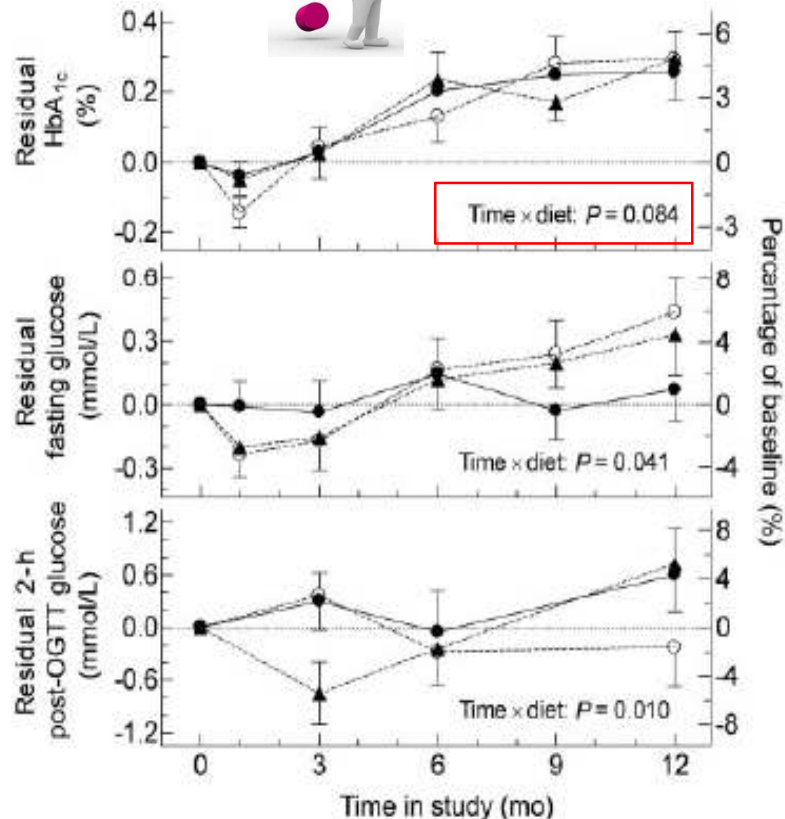 Residual
HbA1c
(%)
0.4
0.2
0.0
-0.2
6
3
0
-3
Time × diet: P = 0.084
Residual
fasting glucose
(mmol/L)
0.6
0.3
0.0
-0.3
8
4
0
-4
Time × diet: P = 0.041
Residual 2-h
post-OGTT glucose
(mmol/L)
1.2
0.6
0.0
-0.6
-1.2
8
4
0
-4
-8
Time × diet: P = 0.010
Percentage of baseline (%)
0 3 6 9 12
Time in study (mo)